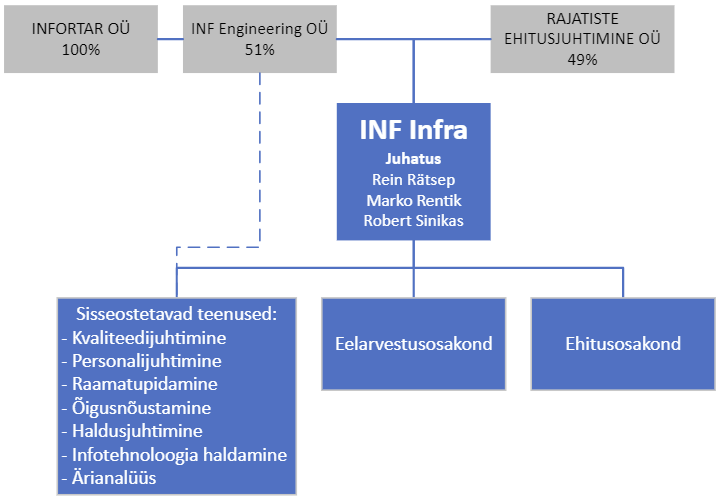 INFORTAR OÜ
100%
INF Engineering OÜ
51%
RAJATISTE
EHITUSJUHTIMINE OÜ
49%
INF Infra
Juhatus
Rein Rätsep
Marko Rentik
Robert Sinikas
Sisseostetavad teenused:
- Kvaliteedijuhtimine
- Personalijuhtimine
- Raamatupidamine
- Õigusnõustamine
- Haldusjuhtimine
- Infotehnoloogia haldamine
- Ärianalüüs
Eelarvestusosakond
Ehitusosakond